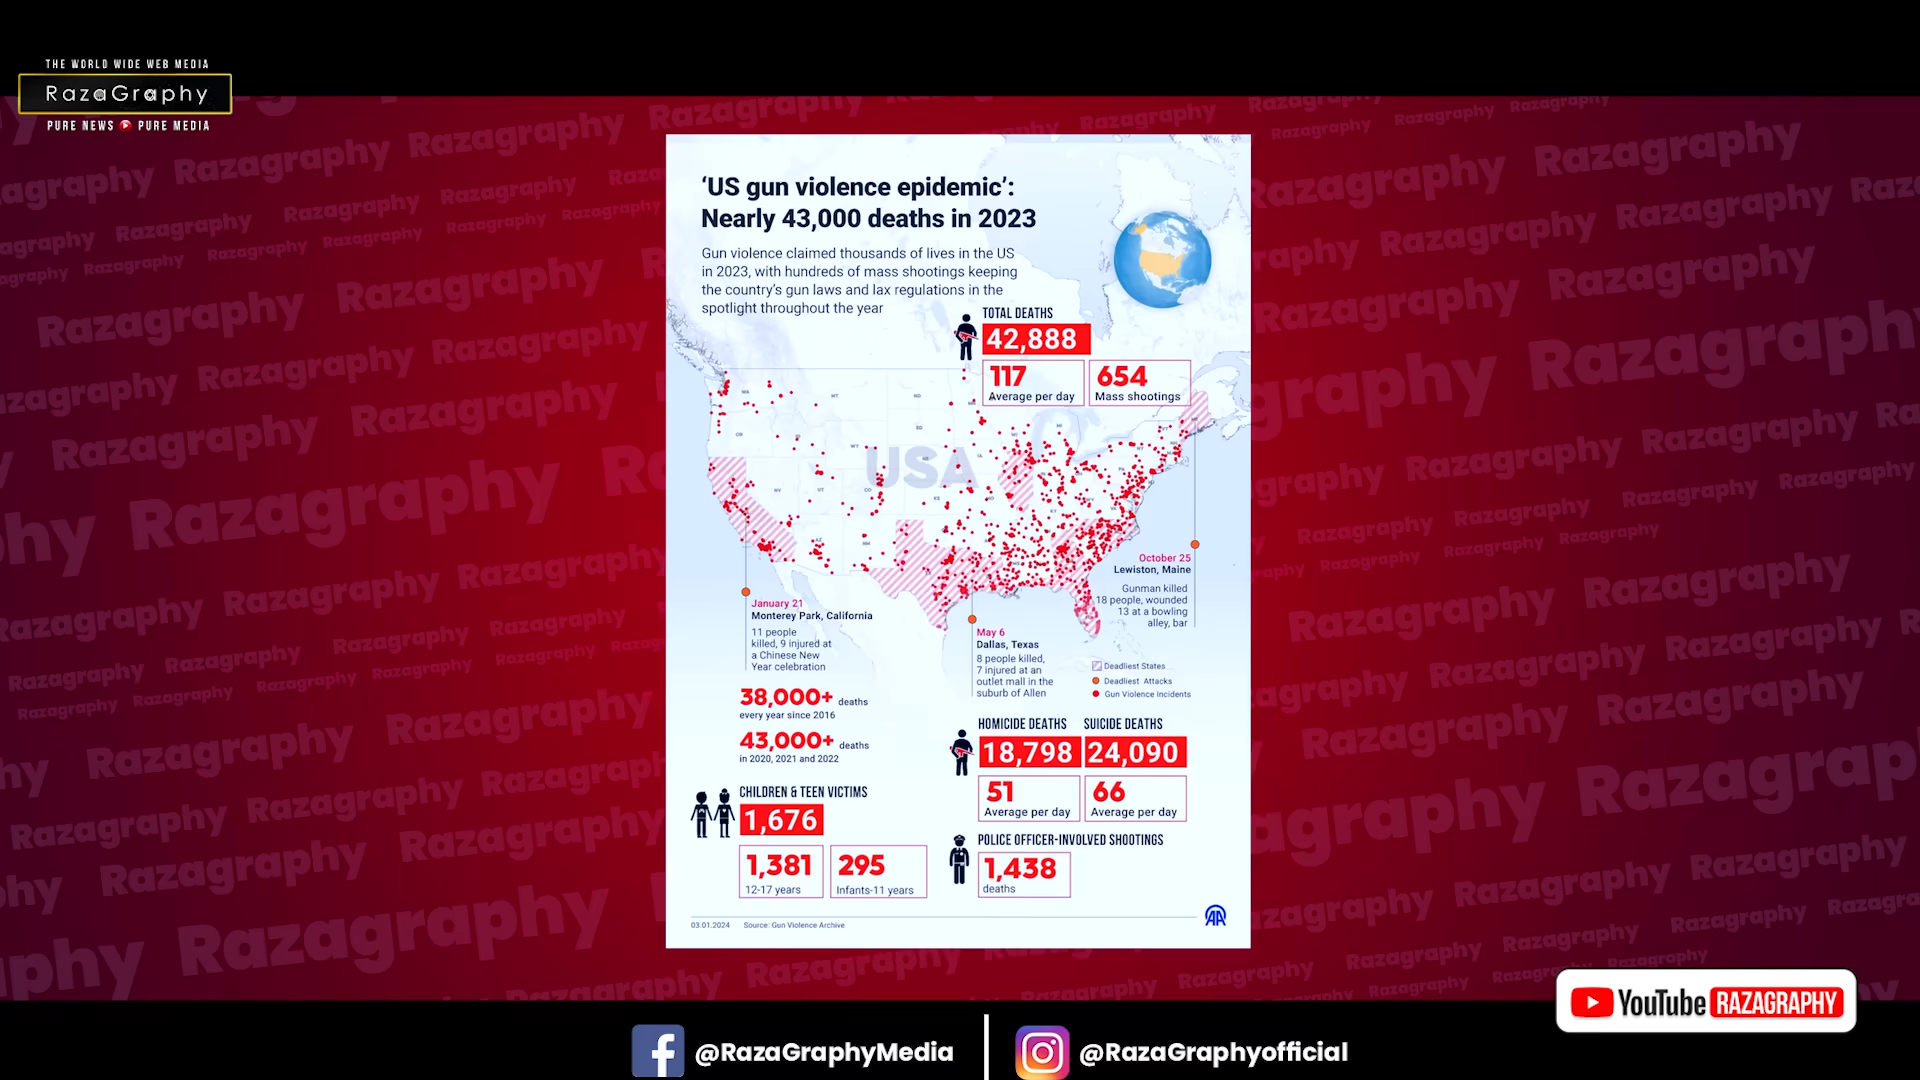 THE WORLD WIDE WEB MEDIA
RazaGraphy
PURE NEWS PURE MEDIA
‘US gun violence epidemic’:
Nearly 43,000 deaths in 2023
Gun violence claimed thousands of lives in the US
in 2023, with hundreds of mass shootings keeping
the country’s gun laws and lax regulations in the
spotlight throughout the year
TOTAL DEATHS
42,888
117
Average per day
654
Mass shootings
USA
October 25
Lewiston, Maine
Gunman killed
18 people, wounded
13 at a bowling
alley, bar
January 21
Monterey Park, California
11 people
killed, 9 injured at
a Chinese New
Year celebration
May 6
Dallas, Texas
8 people killed,
7 injured at an
outlet mall in the
suburb of Allen
Deadliest States
Deadliest Attacks
Gun Violence Incidents
38,000+ deaths
every year since 2016
43,000+ deaths
in 2020, 2021 and 2022
HOMICIDE DEATHS
18,798
51
Average per day
SUICIDE DEATHS
24,090
66
Average per day
CHILDREN & TEEN VICTIMS
1,676
1,381
12-17 years
295
Infants-11 years
POLICE OFFICER-INVOLVED SHOOTINGS
1,438
deaths
03.01.2024 Source: Gun Violence Archive
AA
YouTube RAZAGRAPHY
@RazaGraphyMedia
@RazaGraphyofficial